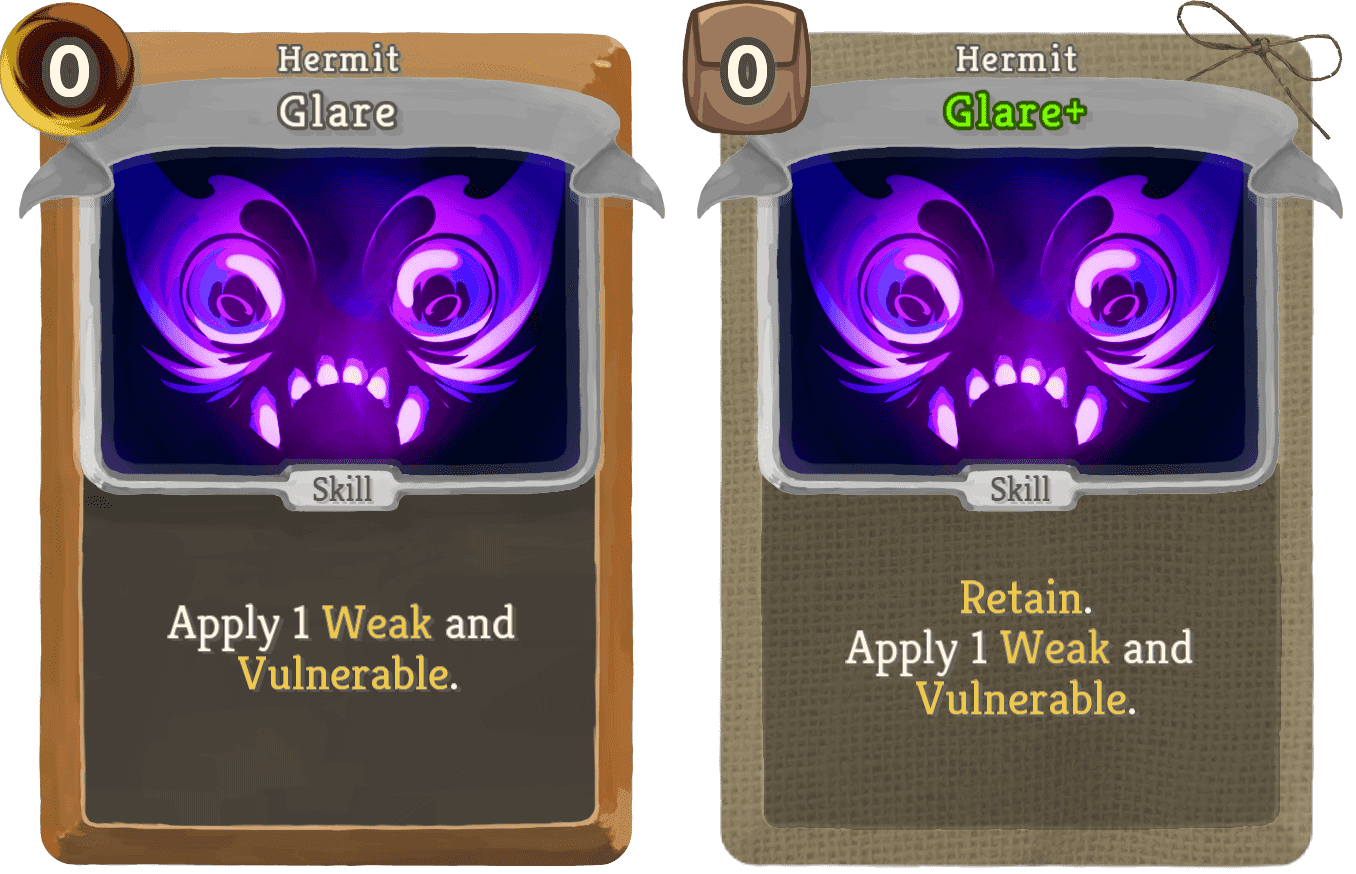 0
Hermit
Glare
Skill
Apply 1 Weak and
Vulnerable.
0
Hermit
Glare+
Skill
Retain.
Apply 1 Weak and
Vulnerable.